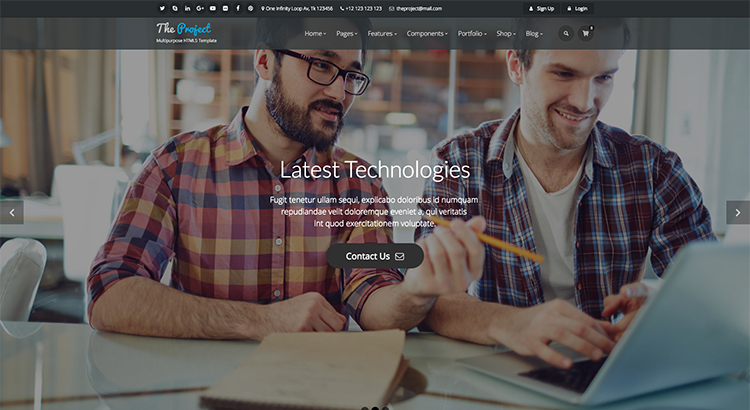 One Infinity Loop Av, Tk 123456 +12 123 123 123 theproject@mail.com Sign Up Login
The Project
Multipurpose HTML5 Template
Home Pages Features Components Portfolio Shop Blog 0
Latest Technologies
Fugit tenetur ullam sequi, explicabo doloribus id numquam
repudiandae velit doloremque eveniet a, qui veritatis
int quod exercitationem voluptate.
Contact Us